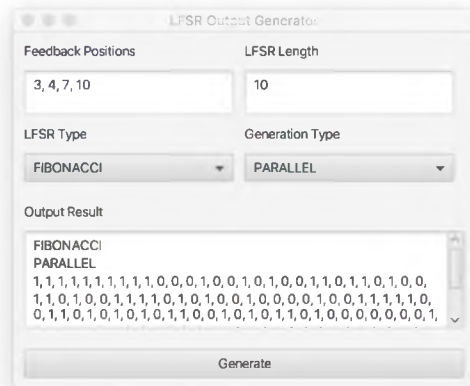 LFSR Output Generator
Feedback Positions
LFSR Length
3, 4, 7, 10
10
LFSR Type
Generation Type
FIBONACCI
PARALLEL
Output Result
FIBONACCI
PARALLEL
1, 1, 1, 1, 1, 1, 1, 1, 1, 1, 0, 0, 0, 1, 0, 0, 1, 0, 1, 0, 0, 1, 1, 0, 1, 1, 0, 1, 0, 0,
1, 1, 0, 1, 0, 0, 1, 1, 1, 1, 0, 1, 0, 1, 0, 0, 1, 0, 0, 0, 0, 1, 0, 0, 1, 1, 1, 1, 1, 0,
0, 1, 1, 0, 1, 0, 1, 0, 1, 0, 1, 1, 0, 0, 1, 0, 1, 0, 1, 1, 0, 1, 0, 0, 0, 0, 0, 0, 0, 1,
Generate